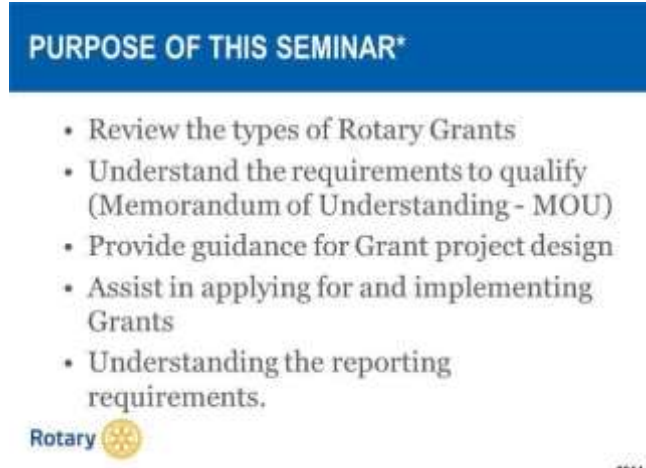 PURPOSE OF THIS SEMINAR*
• Review the types of Rotary Grants
• Understand the requirements to qualify
(Memorandum of Understanding - MOU)
• Provide guidance for Grant project design
• Assist in applying for and implementing
Grants
• Understanding the reporting
requirements.
Rotary